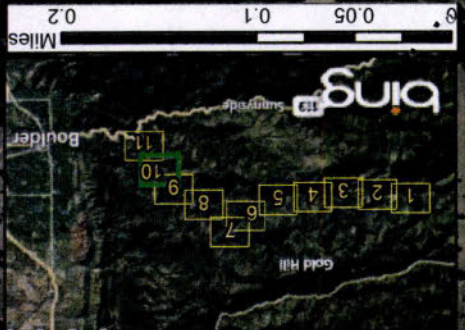 Gold Hill
7
1 2 3 4 5 6 8
9
10
11 Boulder
bing 119 Sunnyside
0 0.05 0.1 0.2
Miles